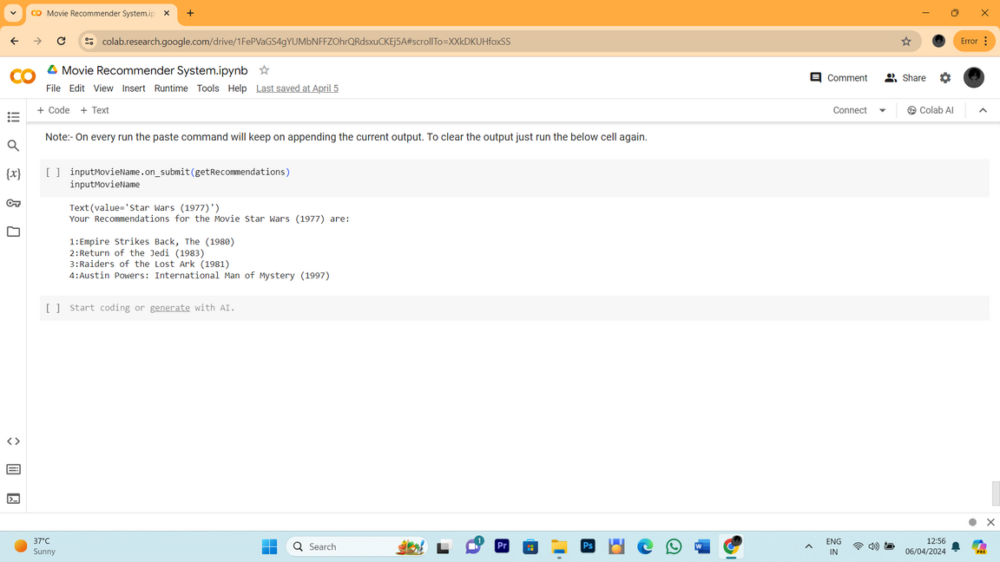 Movie Recommender System.ip
colab.research.google.com/drive/1FePVaGS4gYUMbNFFZOhrQRdsxuCKEj5A#scrollTo=XXkDKUHfoxSS
Error
Movie Recommender System.ipynb
File Edit View Insert Runtime Tools Help Last saved at April 5
Comment
Share
+ Code + Text
Connect
Colab AI
Note:- On every run the paste command will keep on appending the current output. To clear the output just run the below cell again.
[ ] inputMovieName.on_submit(getRecommendations)
inputMovieName
Text(value='Star Wars (1977)')
Your Recommendations for the Movie Star Wars (1977) are:
1:Empire Strikes Back, The (1980)
2:Return of the Jedi (1983)
3:Raiders of the Lost Ark (1981)
4:Austin Powers: International Man of Mystery (1997)
[ ] Start coding or generate with AI.
{x}
37°C
Sunny
Search
1
Pr
Ps
W
ENG
IN
12:56
06/04/2024
PRE